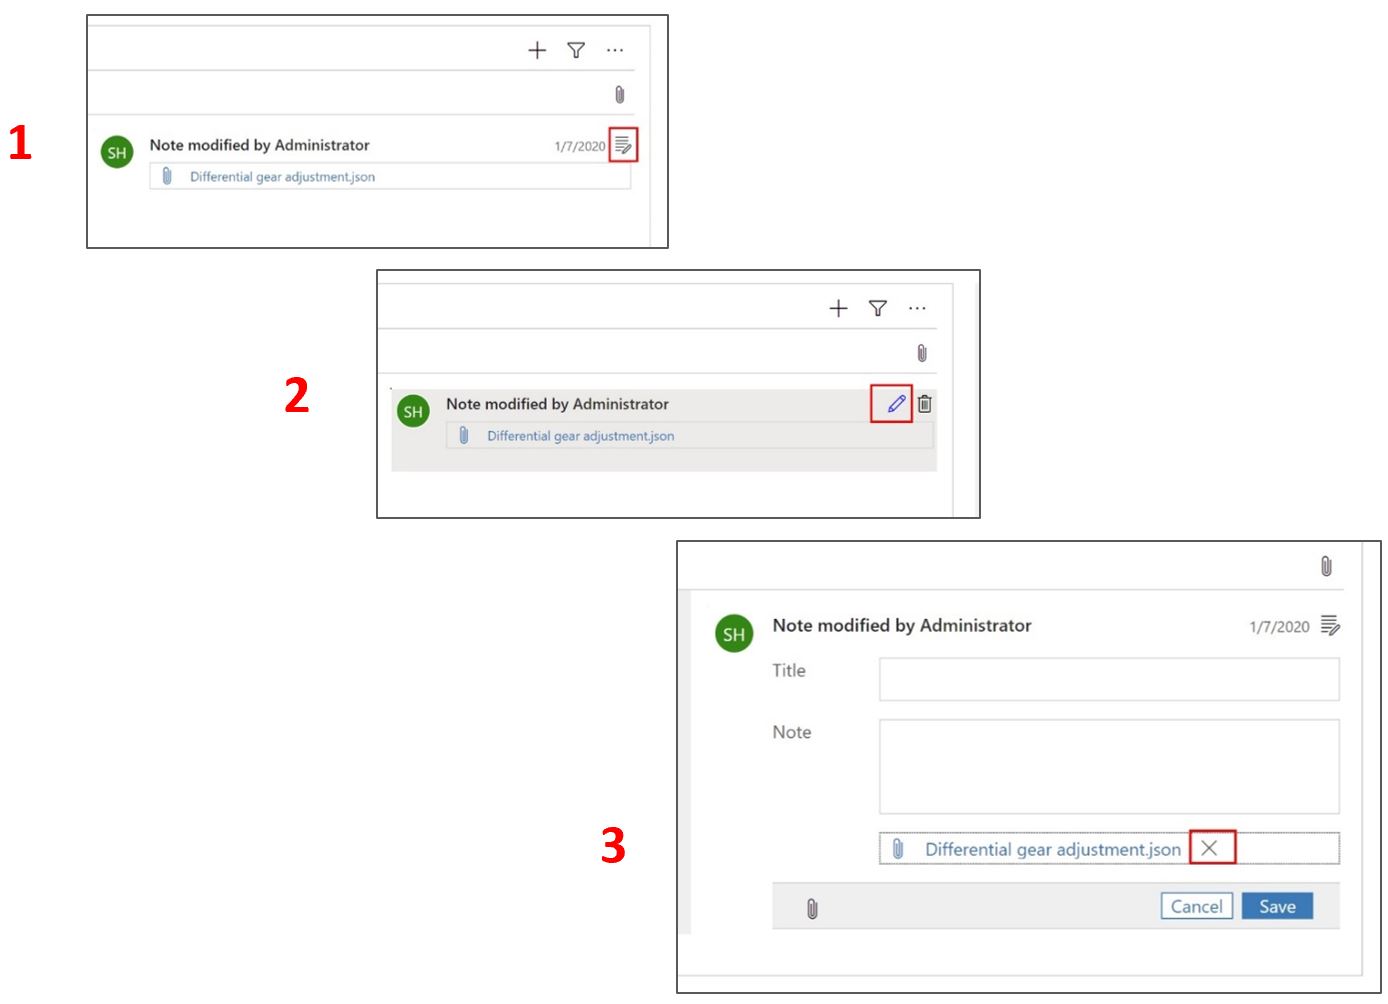 1
SH
Note modified by Administrator
1/7/2020
Differential gear adjustment.json
2
SH
Note modified by Administrator
Differential gear adjustment.json
SH
Note modified by Administrator
1/7/2020
Title
Note
3
Differential gear adjustment.json
Cancel
Save